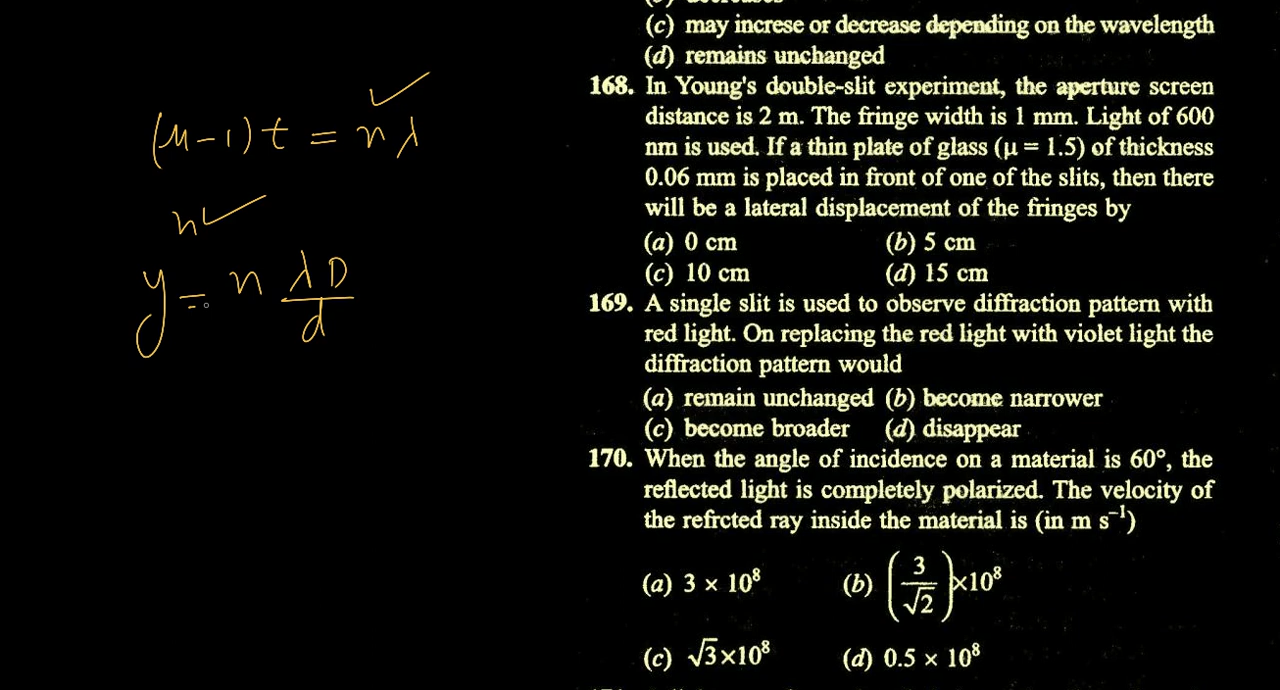 (c) may increse or decrease depending on the wavelength
(d) remains unchanged
168. In Young's double-slit experiment, the aperture screen
distance is 2 m. The fringe width is 1 mm. Light of 600
nm is used. If a thin plate of glass (μ = 1.5) of thickness
0.06 mm is placed in front of one of the slits, then there
will be a lateral displacement of the fringes by
(a) 0 cm (b) 5 cm
(c) 10 cm (d) 15 cm
169. A single slit is used to observe diffraction pattern with
red light. On replacing the red light with violet light the
diffraction pattern would
(a) remain unchanged (b) become narrower
(c) become broader (d) disappear
170. When the angle of incidence on a material is 60°, the
reflected light is completely polarized. The velocity of
the refrcted ray inside the material is (in m s⁻¹)
(a) 3 × 10⁸ (b) (3/√2)×10⁸
(c) √3×10⁸ (d) 0.5 × 10⁸
(μ-1)t = nλ
n
y = n λD/d